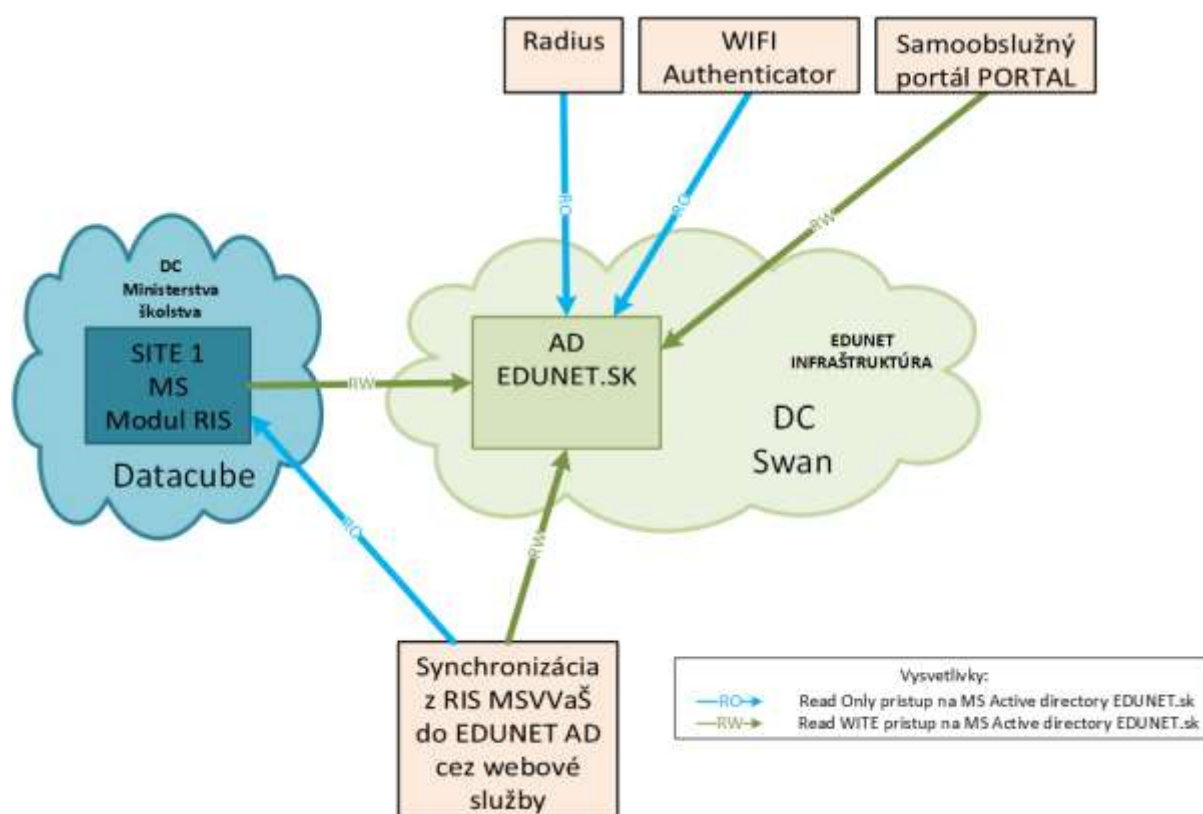 Radius
WIFI
Authenticator
Samoobslužný
portál PORTAL
RO
RO
RW
DC
Ministerstva
školstva
SITE 1
MS
Modul RIS
Datacube
RW
AD
EDUNET.SK
EDUNET
INFRAŠTRUKTÚRA
DC
Swan
RO
RW
Synchronizácia
z RIS MSVVaŠ
do EDUNET AD
cez webové
služby
Vysvetlivky:
RO Read Only pristup na MS Active directory EDUNET.sk
RW Read WITE pristup na MS Active directory EDUNET.sk